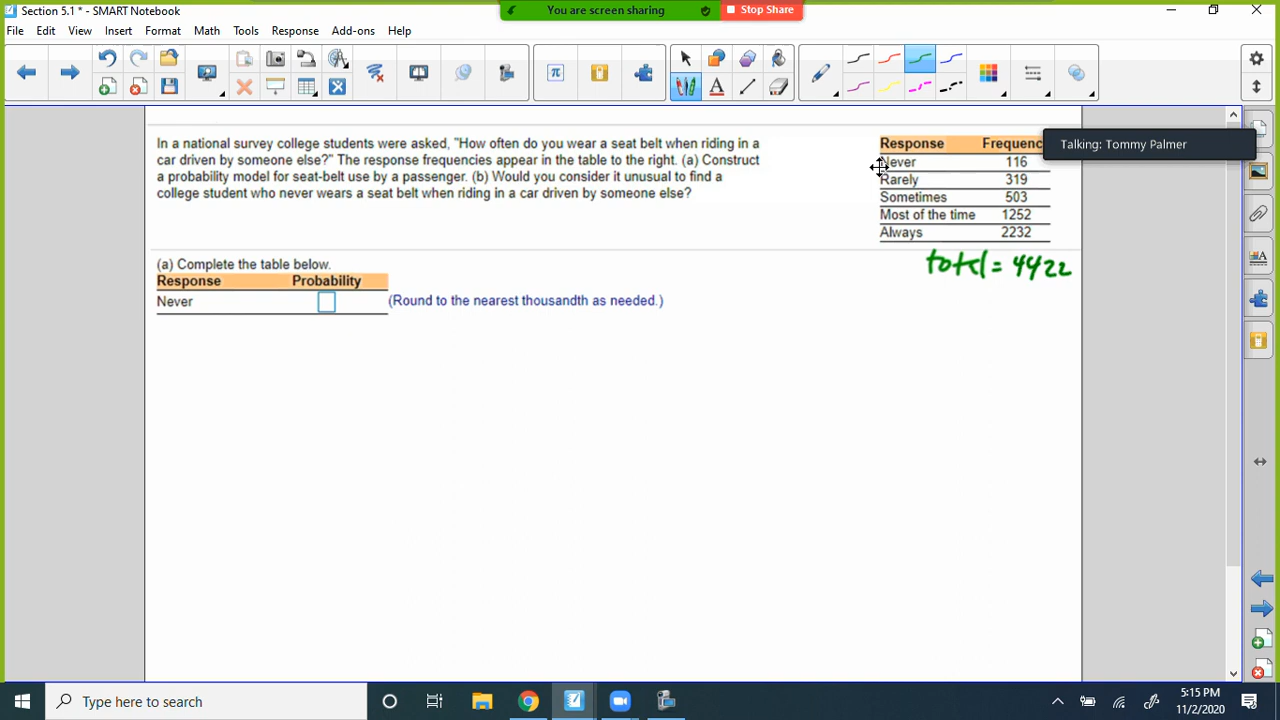 Section 5.1 * - SMART Notebook
You are screen sharing
Stop Share
File Edit View Insert Format Math Tools Response Add-ons Help
Talking: Tommy Palmer
In a national survey college students were asked, "How often do you wear a seat belt when riding in a
car driven by someone else?" The response frequencies appear in the table to the right. (a) Construct
a probability model for seat-belt use by a passenger. (b) Would you consider it unusual to find a
college student who never wears a seat belt when riding in a car driven by someone else?
Response Frequenc
Never 116
Rarely 319
Sometimes 503
Most of the time 1252
Always 2232
total = 4422
(a) Complete the table below.
Response Probability
Never (Round to the nearest thousandth as needed.)
Type here to search
5:15 PM
11/2/2020